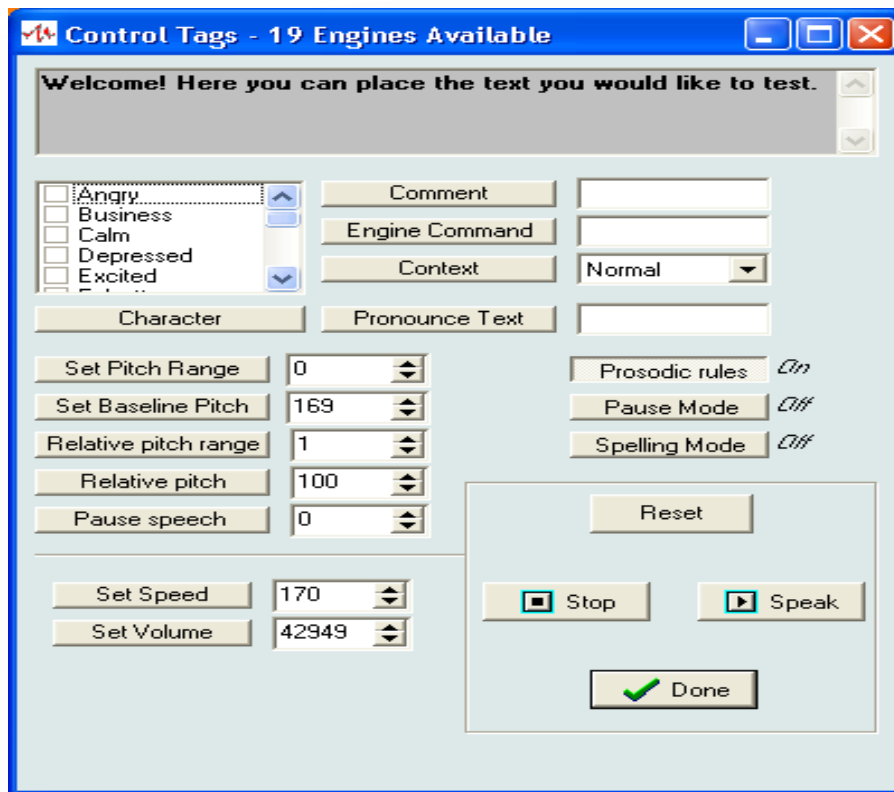 Control Tags - 19 Engines Available
Welcome! Here you can place the text you would like to test.
Angry
Business
Calm
Depressed
Excited
Comment
Engine Command
Context
Normal
Character
Pronounce Text
Set Pitch Range
0
Set Baseline Pitch
169
Relative pitch range
1
Relative pitch
100
Pause speech
0
Prosodic rules
On
Pause Mode
Off
Spelling Mode
Off
Set Speed
170
Set Volume
42949
Reset
Stop
Speak
Done